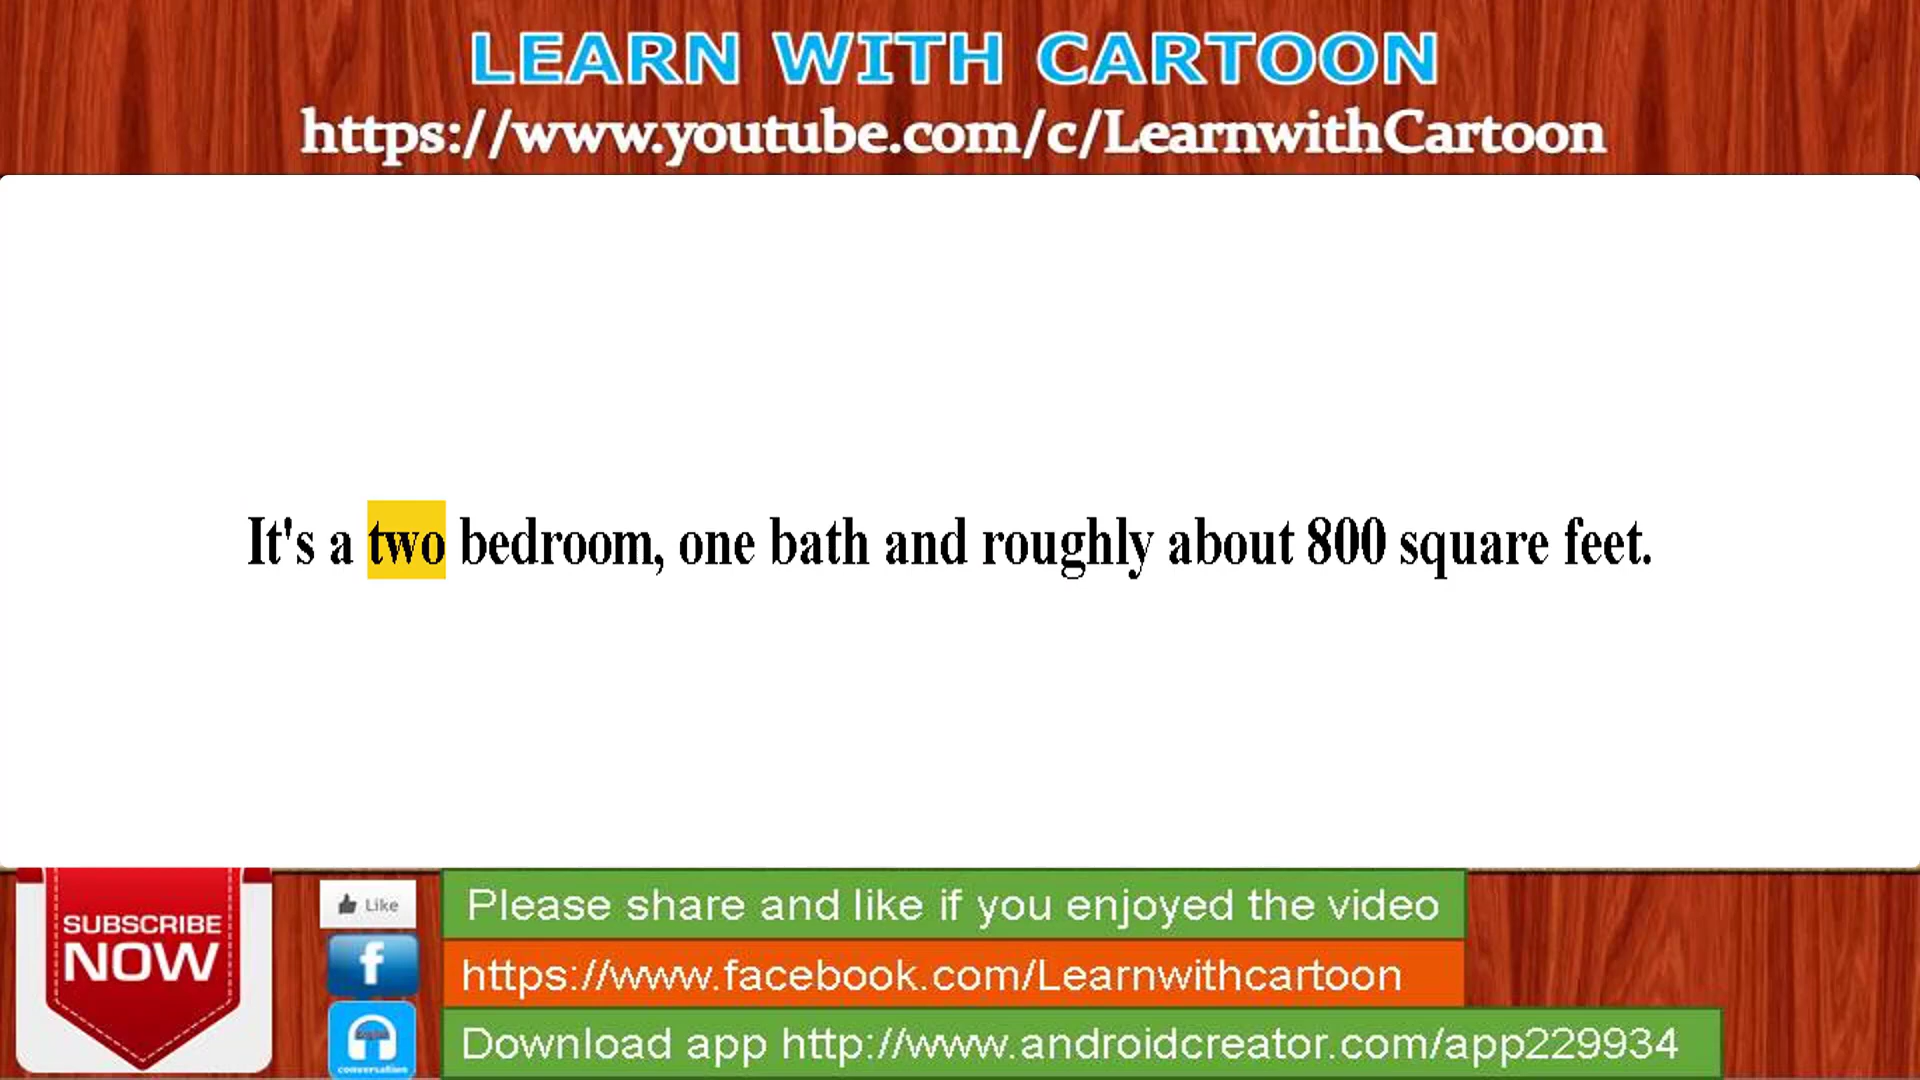 LEARN WITH CARTOON
https://www.youtube.com/c/LearnwithCartoon
It's a two bedroom, one bath and roughly about 800 square feet.
SUBSCRIBE
NOW
Like
Please share and like if you enjoyed the video
f
https://www.facebook.com/Learnwithcartoon
English
conversation
Download app http://www.androidcreator.com/app229934